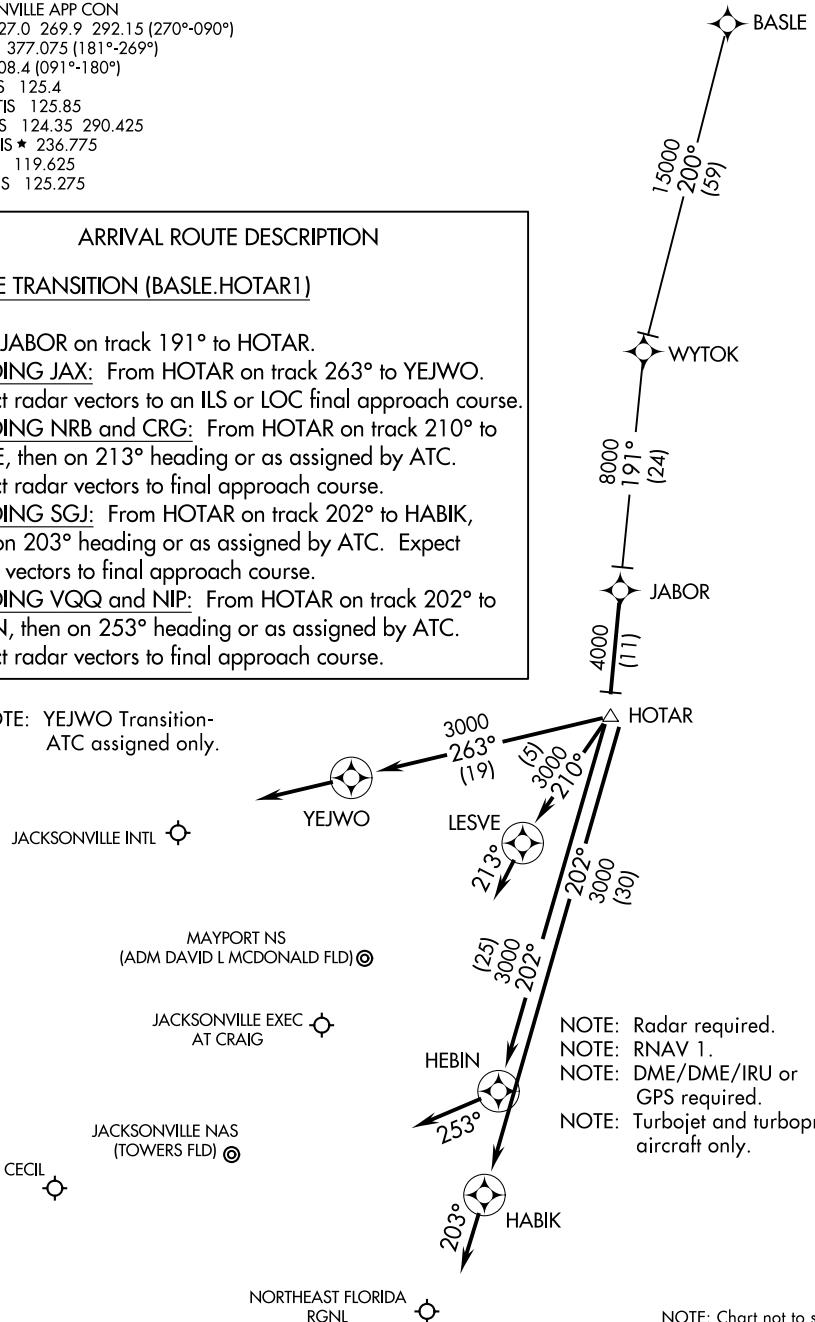 NVILLE APP CON
27.0 269.9 292.15 (270°-090°)
377.075 (181°-269°)
08.4 (091°-180°)
S 125.4
TIS 125.85
S 124.35 290.425
IS ★ 236.775
119.625
S 125.275
BASLE
15000
200°
(59)
ARRIVAL ROUTE DESCRIPTION
E TRANSITION (BASLE.HOTAR1)
JABOR on track 191° to HOTAR.
DING JAX: From HOTAR on track 263° to YEJWO.
ct radar vectors to an ILS or LOC final approach course.
DING NRB and CRG: From HOTAR on track 210° to
E, then on 213° heading or as assigned by ATC.
ct radar vectors to final approach course.
DING SGJ: From HOTAR on track 202° to HABIK,
on 203° heading or as assigned by ATC. Expect
vectors to final approach course.
DING VQQ and NIP: From HOTAR on track 202° to
N, then on 253° heading or as assigned by ATC.
ct radar vectors to final approach course.
WYTOK
8000
191°
(24)
JABOR
4000
(11)
HOTAR
OTE: YEJWO Transition-
ATC assigned only.
3000
263°
(19)
(5)
3000
210°
YEJWO
LESVE
213°
JACKSONVILLE INTL
202°
3000
(30)
(25)
3000
202°
MAYPORT NS
(ADM DAVID L MCDONALD FLD)
JACKSONVILLE EXEC
AT CRAIG
NOTE: Radar required.
NOTE: RNAV 1.
NOTE: DME/DME/IRU or
GPS required.
NOTE: Turbojet and turbopr
aircraft only.
HEBIN
253°
JACKSONVILLE NAS
(TOWERS FLD)
CECIL
HABIK
203°
NORTHEAST FLORIDA
RGNL
NOTE: Chart not to s